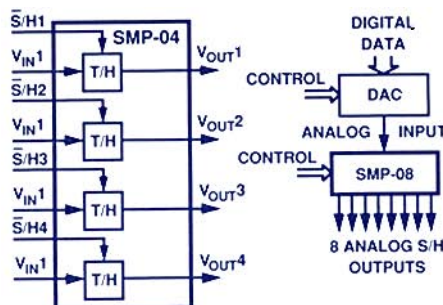 S̅/H1
SMP-04
VIN1
T/H
VOUT1
S̅/H2
VIN1
T/H
VOUT2
S̅/H3
VIN1
T/H
VOUT3
S̅/H4
VIN1
T/H
VOUT4
DIGITAL
DATA
CONTROL
DAC
ANALOG INPUT
CONTROL
SMP-08
8 ANALOG S/H
OUTPUTS